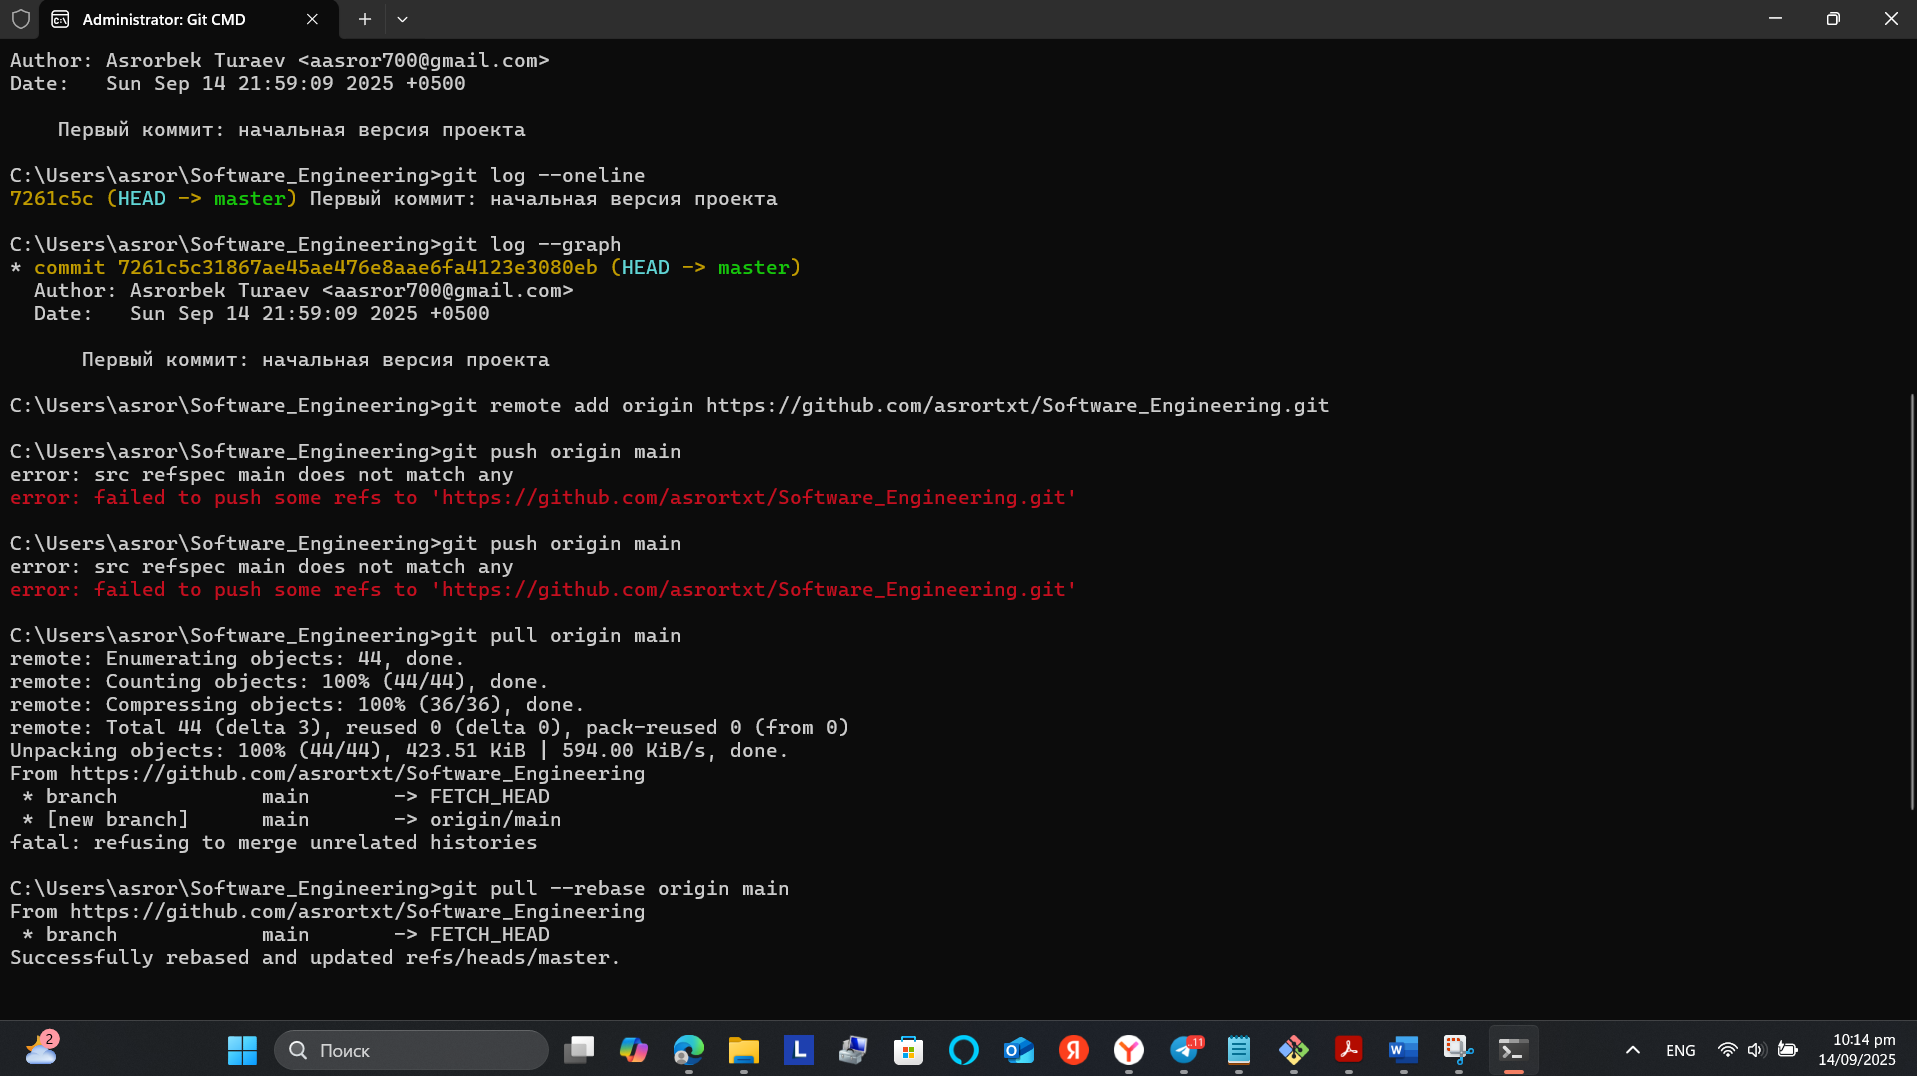 Administrator: Git CMD
Author: Asrorbek Turaev <aasror700@gmail.com>
Date:   Sun Sep 14 21:59:09 2025 +0500
Первый коммит: начальная версия проекта
C:\Users\asror\Software_Engineering>git log --oneline
7261c5c (HEAD -> master) Первый коммит: начальная версия проекта
C:\Users\asror\Software_Engineering>git log --graph
* commit 7261c5c31867ae45ae476e8aae6fa4123e3080eb (HEAD -> master)
Author: Asrorbek Turaev <aasror700@gmail.com>
Date:   Sun Sep 14 21:59:09 2025 +0500
Первый коммит: начальная версия проекта
C:\Users\asror\Software_Engineering>git remote add origin https://github.com/asrortxt/Software_Engineering.git
C:\Users\asror\Software_Engineering>git push origin main
error: src refspec main does not match any
error: failed to push some refs to 'https://github.com/asrortxt/Software_Engineering.git'
C:\Users\asror\Software_Engineering>git push origin main
error: src refspec main does not match any
error: failed to push some refs to 'https://github.com/asrortxt/Software_Engineering.git'
C:\Users\asror\Software_Engineering>git pull origin main
remote: Enumerating objects: 44, done.
remote: Counting objects: 100% (44/44), done.
remote: Compressing objects: 100% (36/36), done.
remote: Total 44 (delta 3), reused 0 (delta 0), pack-reused 0 (from 0)
Unpacking objects: 100% (44/44), 423.51 KiB | 594.00 KiB/s, done.
From https://github.com/asrortxt/Software_Engineering
* branch            main       -> FETCH_HEAD
* [new branch]      main       -> origin/main
fatal: refusing to merge unrelated histories
C:\Users\asror\Software_Engineering>git pull --rebase origin main
From https://github.com/asrortxt/Software_Engineering
* branch            main       -> FETCH_HEAD
Successfully rebased and updated refs/heads/master.
2
Поиск
L
Я
11
ENG
10:14 pm
14/09/2025